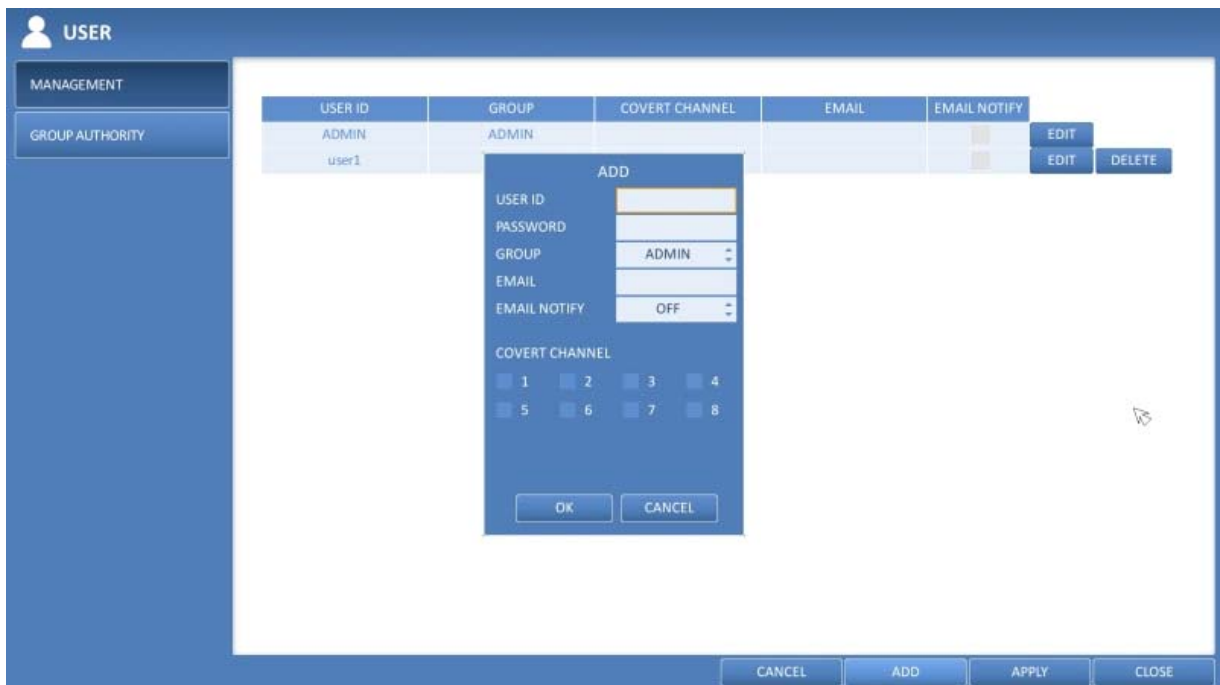 USER
MANAGEMENT
GROUP AUTHORITY
USER ID GROUP COVERT CHANNEL EMAIL EMAIL NOTIFY
ADMIN ADMIN EDIT
user1 EDIT DELETE
ADD
USER ID
PASSWORD
GROUP ADMIN
EMAIL
EMAIL NOTIFY OFF
COVERT CHANNEL
1 2 3 4
5 6 7 8
OK CANCEL
CANCEL ADD APPLY CLOSE